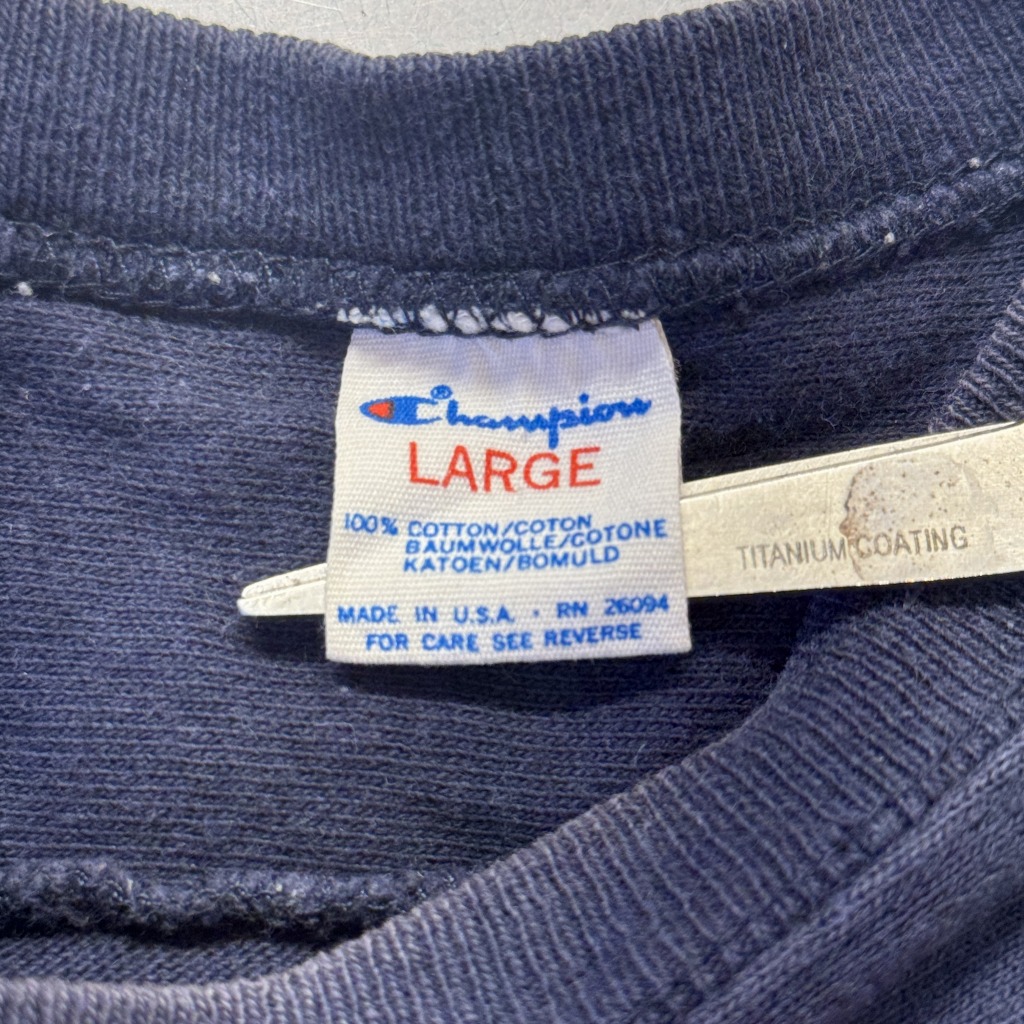 Champion®
LARGE
100% COTTON/COTON
BAUMWOLLE/COTONE
KATOEN/BOMULD
MADE IN U.S.A. • RN 26094
FOR CARE SEE REVERSE
TITANIUM COATING